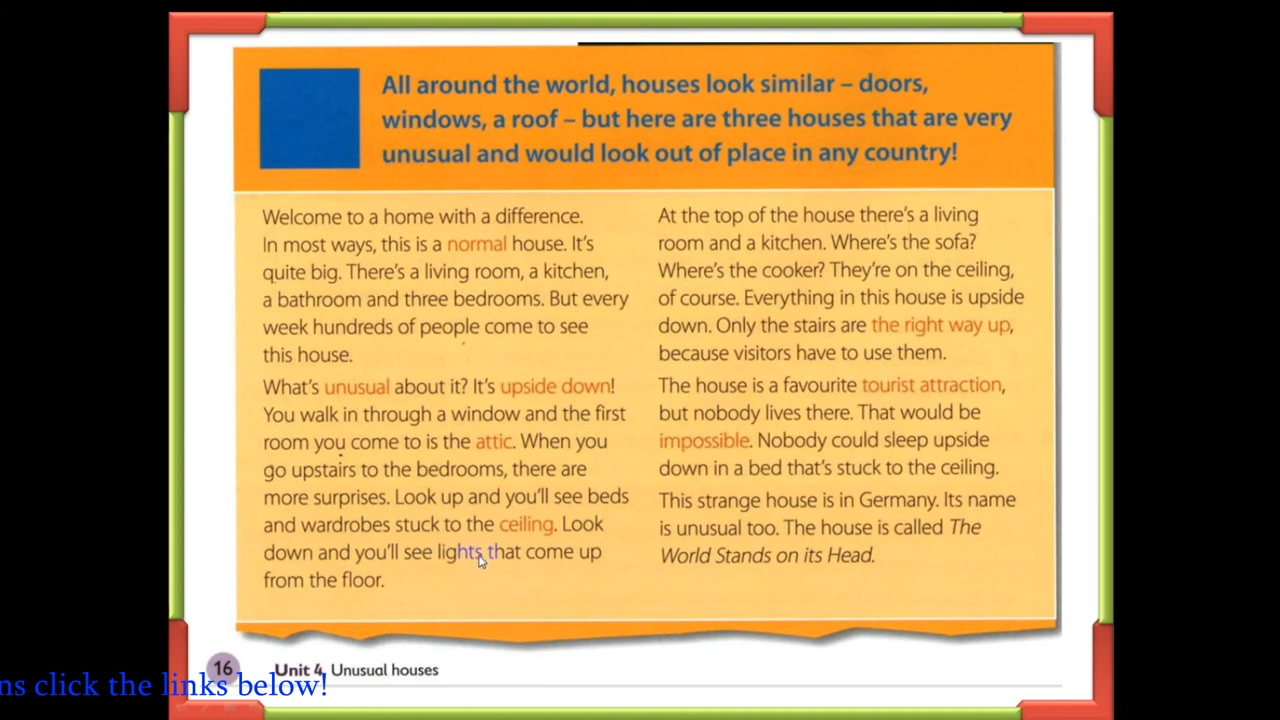 All around the world, houses look similar – doors,
windows, a roof – but here are three houses that are very
unusual and would look out of place in any country!
Welcome to a home with a difference.
In most ways, this is a normal house. It's
quite big. There's a living room, a kitchen,
a bathroom and three bedrooms. But every
week hundreds of people come to see
this house.
What's unusual about it? It's upside down!
You walk in through a window and the first
room you come to is the attic. When you
go upstairs to the bedrooms, there are
more surprises. Look up and you'll see beds
and wardrobes stuck to the ceiling. Look
down and you'll see lights that come up
from the floor.
At the top of the house there's a living
room and a kitchen. Where's the sofa?
Where's the cooker? They're on the ceiling,
of course. Everything in this house is upside
down. Only the stairs are the right way up,
because visitors have to use them.
The house is a favourite tourist attraction,
but nobody lives there. That would be
impossible. Nobody could sleep upside
down in a bed that's stuck to the ceiling.
This strange house is in Germany. Its name
is unusual too. The house is called The
World Stands on its Head.
16 Unit 4 Unusual houses
ns click the links below!